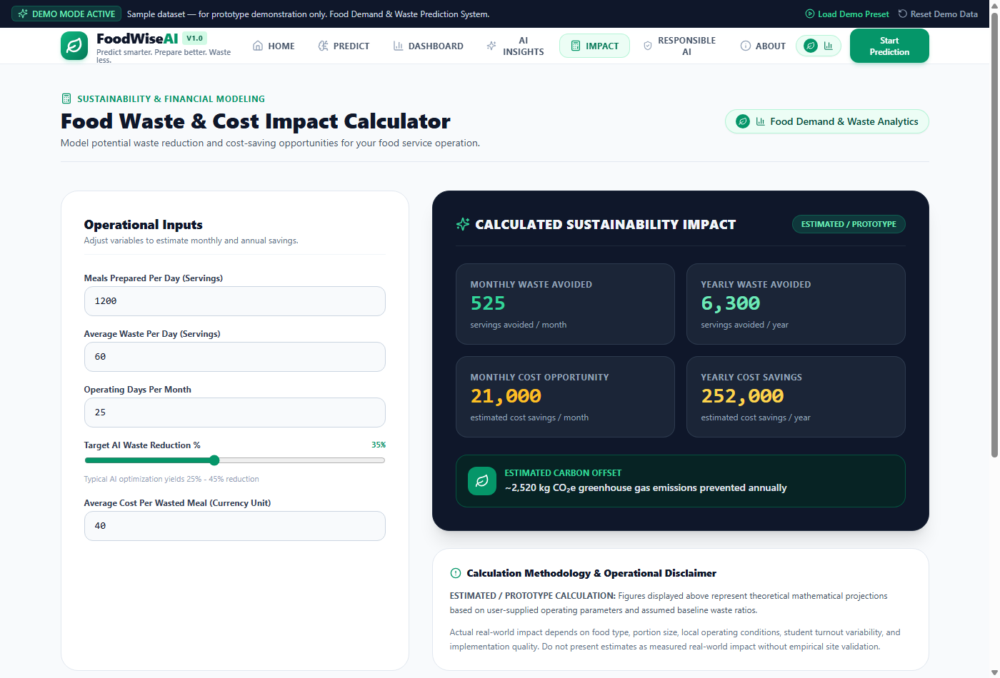 DEMO MODE ACTIVE Sample dataset — for prototype demonstration only. Food Demand & Waste Prediction System. Load Demo Preset Reset Demo Data
FoodWiseAI V1.0
Predict smarter. Prepare better. Waste
less.
HOME
PREDICT
DASHBOARD
AI
INSIGHTS
IMPACT
RESPONSIBLE
AI
ABOUT
Start
Prediction
SUSTAINABILITY & FINANCIAL MODELING
Food Waste & Cost Impact Calculator
Model potential waste reduction and cost-saving opportunities for your food service operation.
Food Demand & Waste Analytics
Operational Inputs
Adjust variables to estimate monthly and annual savings.
Meals Prepared Per Day (Servings)
1200
Average Waste Per Day (Servings)
60
Operating Days Per Month
25
Target AI Waste Reduction % 35%
Typical AI optimization yields 25% - 45% reduction
Average Cost Per Wasted Meal (Currency Unit)
40
CALCULATED SUSTAINABILITY IMPACT
ESTIMATED / PROTOTYPE
MONTHLY WASTE AVOIDED
525
servings avoided / month
YEARLY WASTE AVOIDED
6,300
servings avoided / year
MONTHLY COST OPPORTUNITY
21,000
estimated cost savings / month
YEARLY COST SAVINGS
252,000
estimated cost savings / year
ESTIMATED CARBON OFFSET
~2,520 kg CO₂e greenhouse gas emissions prevented annually
Calculation Methodology & Operational Disclaimer
ESTIMATED / PROTOTYPE CALCULATION: Figures displayed above represent theoretical mathematical projections
based on user-supplied operating parameters and assumed baseline waste ratios.
Actual real-world impact depends on food type, portion size, local operating conditions, student turnout variability, and
implementation quality. Do not present estimates as measured real-world impact without empirical site validation.